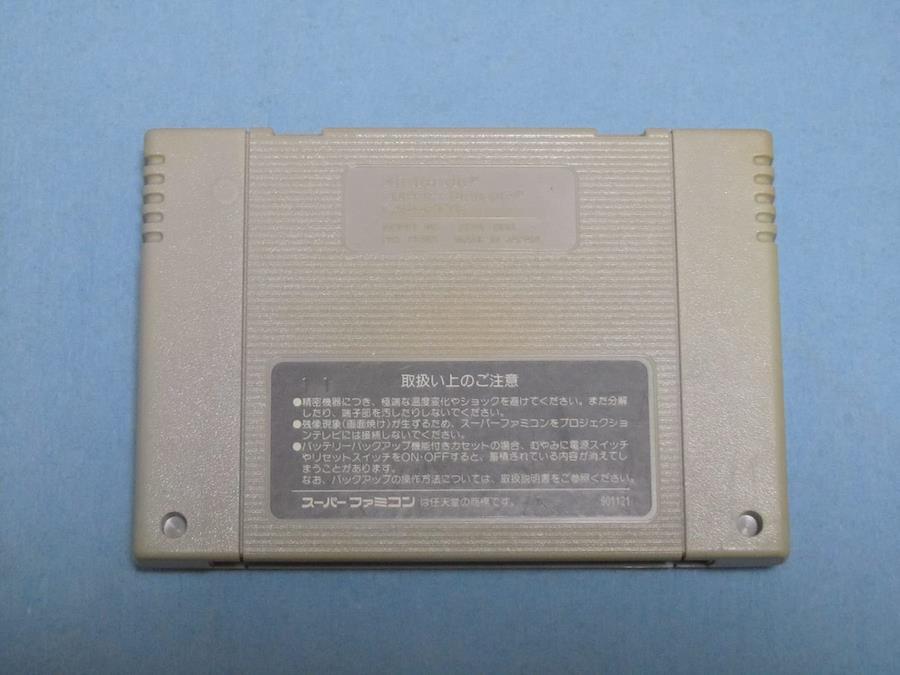 11
取扱い上のご注意
●精密機器につき、極端な温度変化やショックを避けてください。また分解
したり、端子部を汚したりしないでください。
●残像現象(画面焼け)が生ずるため、スーパーファミコンをプロジェクショ
ンテレビには接続しないでください。
●バッテリーバックアップ機能付きカセットの場合、むやみに電源スイッチ
やリセットスイッチをON・OFFすると、蓄積されている内容が消えてし
まうことがあります。
なお、バックアップの操作方法については、取扱説明書をご参照ください。
スーパーファミコンは任天堂の商標です。 901121